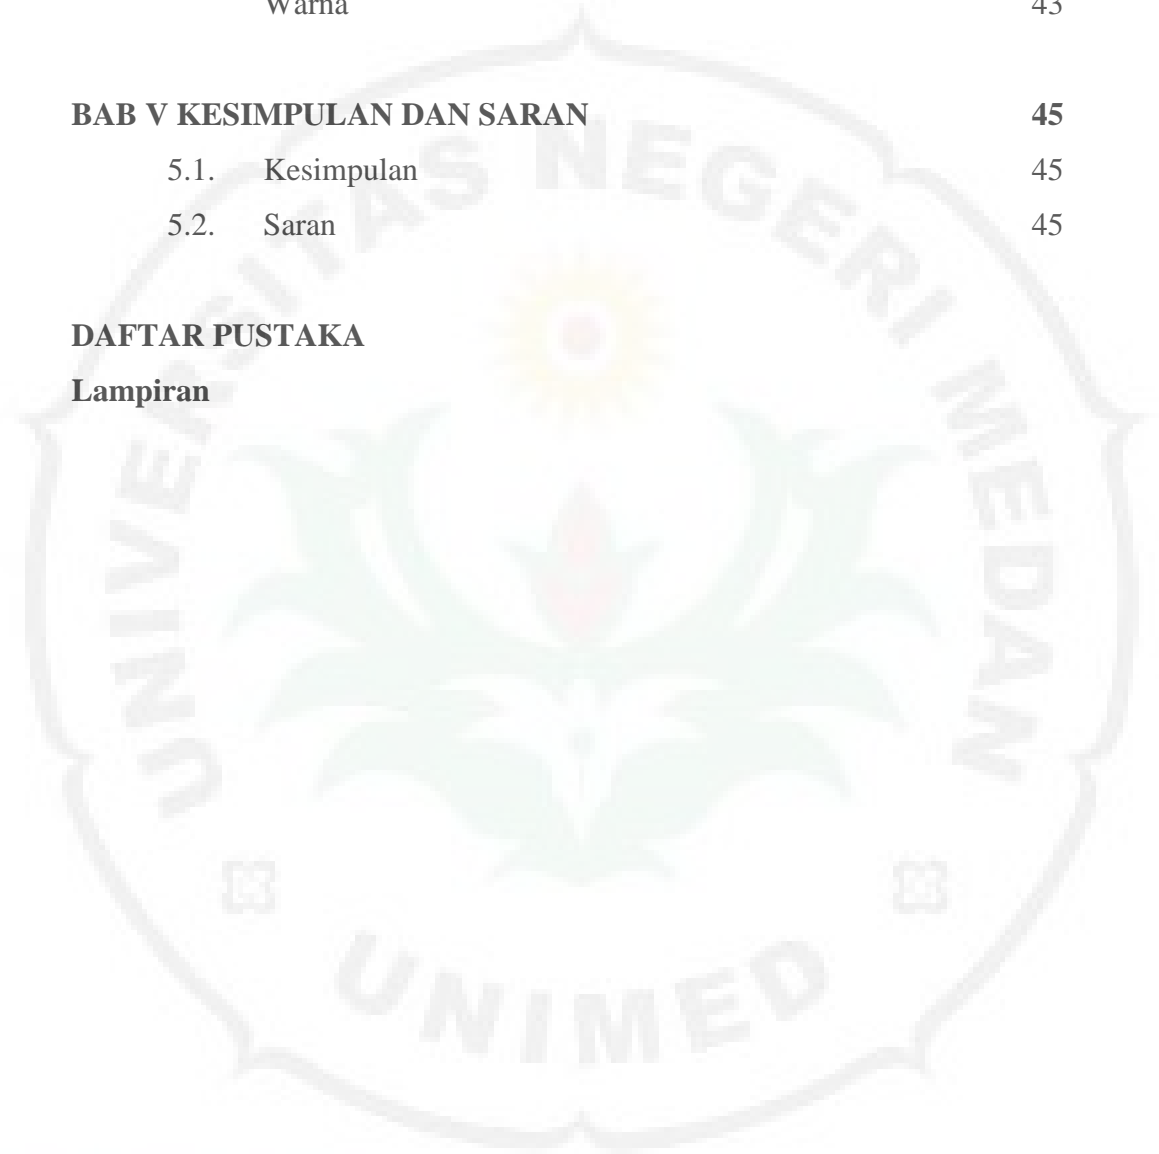 Warna 43
BAB V KESIMPULAN DAN SARAN 45
5.1. Kesimpulan 45
5.2. Saran 45
DAFTAR PUSTAKA
Lampiran
UNIVERSITAS NEGERI MEDAN
UNIMED